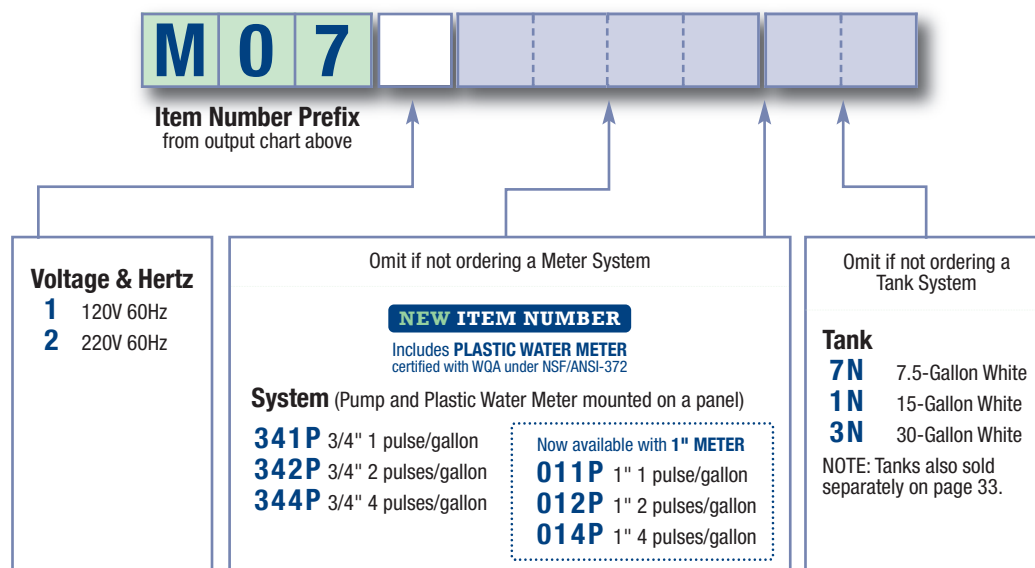 M 0 7
Item Number Prefix
from output chart above
Voltage & Hertz
1 120V 60Hz
2 220V 60Hz
Omit if not ordering a Meter System
NEW ITEM NUMBER
Includes PLASTIC WATER METER
certified with WQA under NSF/ANSI-372
System (Pump and Plastic Water Meter mounted on a panel)
341P 3/4" 1 pulse/gallon
342P 3/4" 2 pulses/gallon
344P 3/4" 4 pulses/gallon
Now available with 1" METER
011P 1" 1 pulse/gallon
012P 1" 2 pulses/gallon
014P 1" 4 pulses/gallon
Omit if not ordering a
Tank System
Tank
7N 7.5-Gallon White
1N 15-Gallon White
3N 30-Gallon White
NOTE: Tanks also sold
separately on page 33.